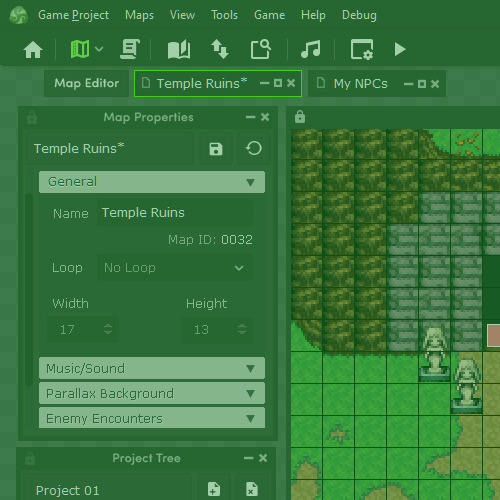 Game Project Maps View Tools Game Help Debug
Map Editor Temple Ruins* My NPCs
Map Properties
Temple Ruins*
General
Name Temple Ruins
Map ID: 0032
Loop No Loop
Width Height
17 13
Music/Sound
Parallax Background
Enemy Encounters
Project Tree
Project 01